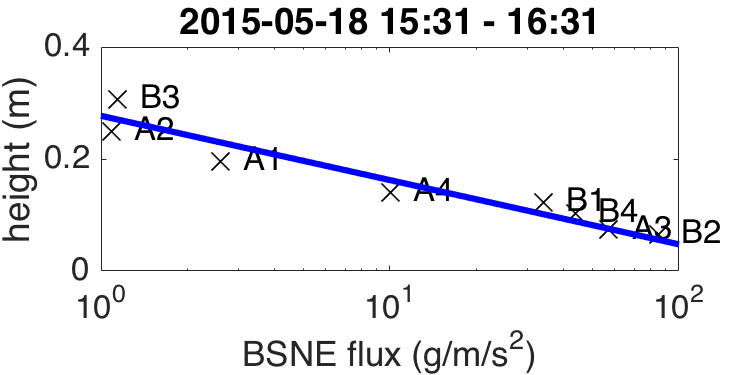 2015-05-18 15:31 - 16:31
height (m)
0.4
0.2
0
B3
A2
A1
A4
B1
B4
A3
B2
10^0
10^1
10^2
BSNE flux (g/m/s^2)